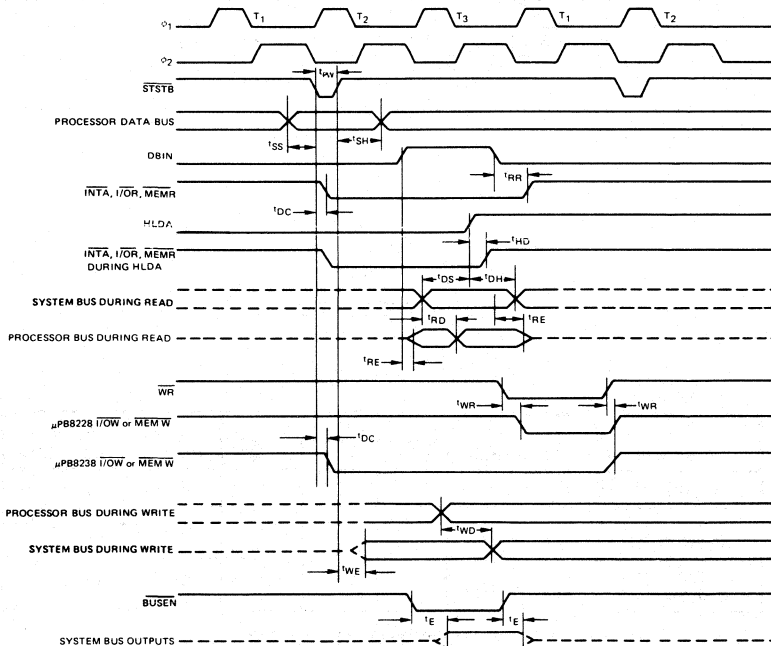 T1 T2 T3 T1 T2
φ1
φ2
tPW
STSTB
PROCESSOR DATA BUS
tSS tSH
DBIN
tRR
INTA, I/OR, MEMR
tDC
HLDA
tHD
INTA, I/OR, MEMR
DURING HLDA
tDS tDH
SYSTEM BUS DURING READ
tRD tRE
PROCESSOR BUS DURING READ
tRE
WR
tWR tWR
μPB8228 I/OW or MEM W
tDC
μPB8238 I/OW or MEM W
PROCESSOR BUS DURING WRITE
tWD
SYSTEM BUS DURING WRITE
tWE
BUSEN
tE tE
SYSTEM BUS OUTPUTS